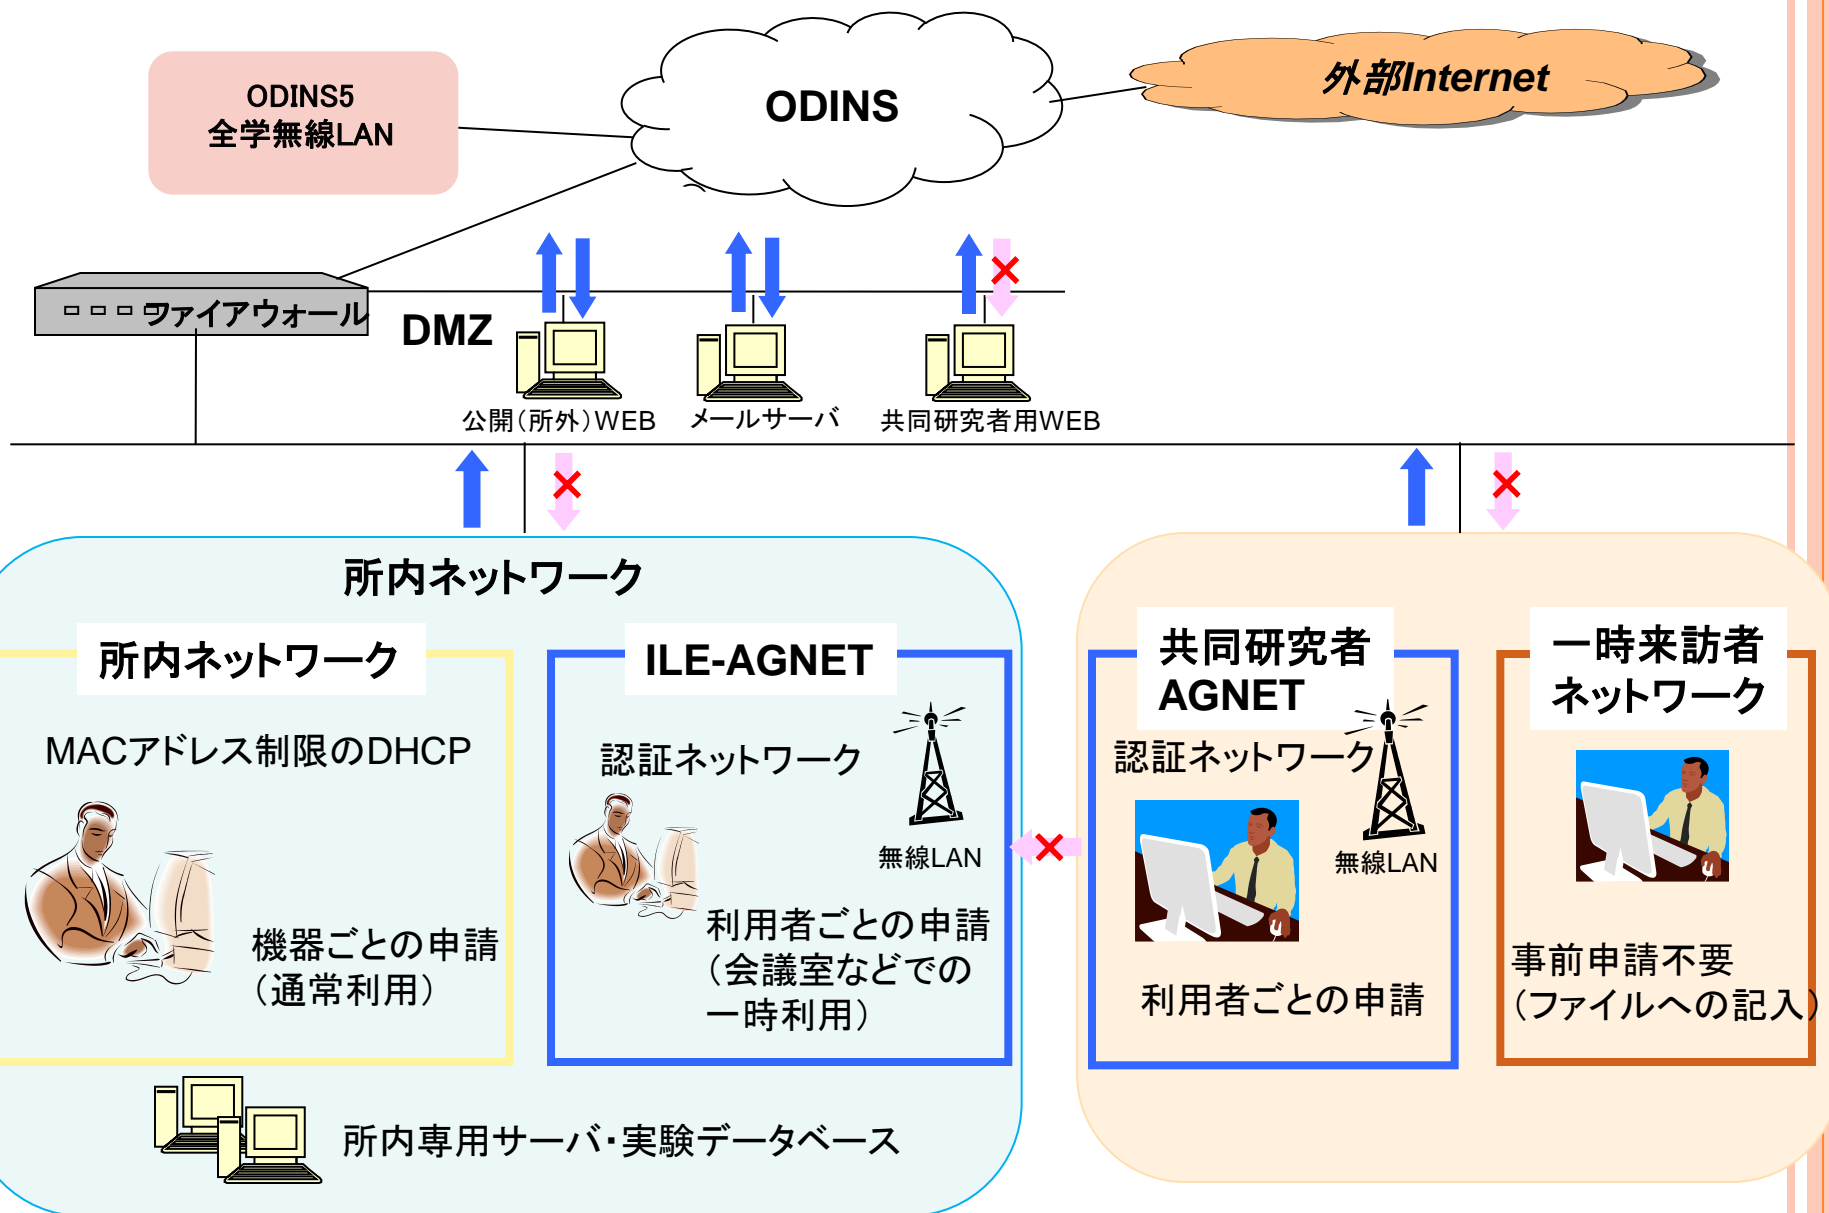 ODINS5
全学無線LAN
ODINS
外部Internet
ファイアウォール
DMZ
公開(所外)WEB
メールサーバ
共同研究者用WEB
所内ネットワーク
所内ネットワーク
MACアドレス制限のDHCP
機器ごとの申請
(通常利用)
ILE-AGNET
認証ネットワーク
無線LAN
利用者ごとの申請
(会議室などでの
一時利用)
所内専用サーバ・実験データベース
共同研究者
AGNET
認証ネットワーク
無線LAN
利用者ごとの申請
一時来訪者
ネットワーク
事前申請不要
(ファイルへの記入)